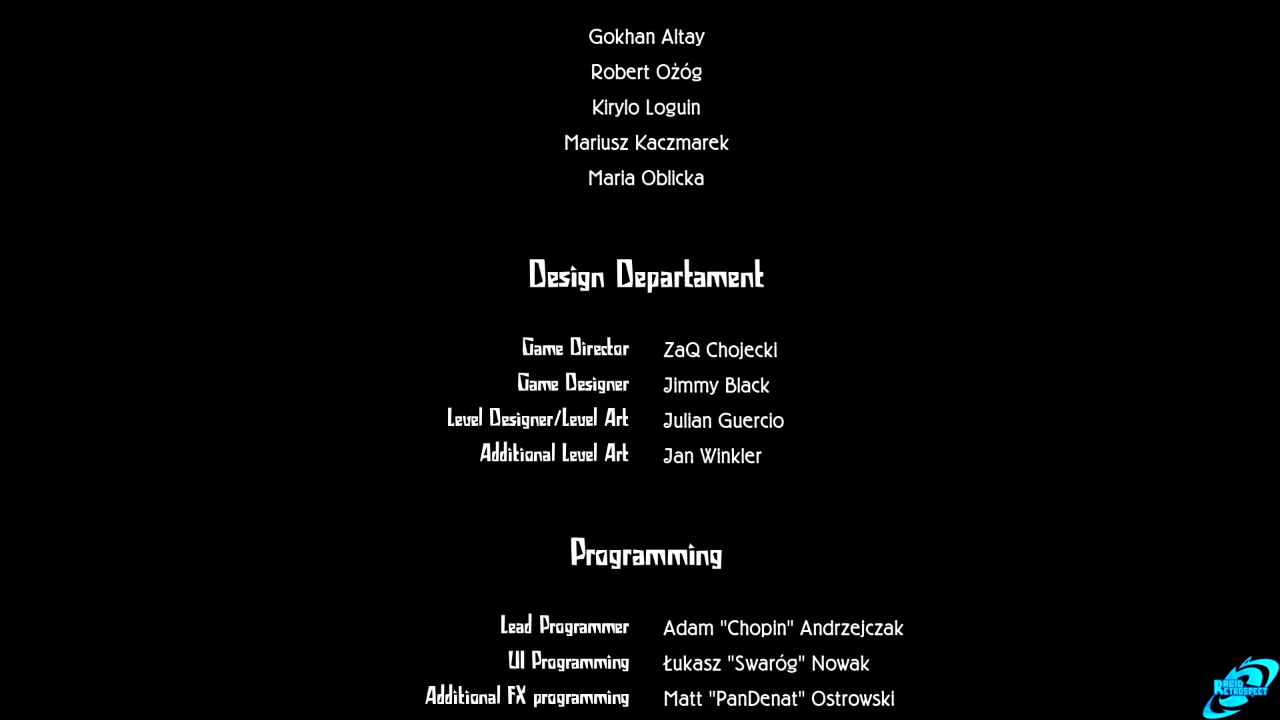 Gokhan Altay
Robert Ożóg
Kirylo Loguin
Mariusz Kaczmarek
Maria Oblicka
Design Departament
Game Director ZaQ Chojecki
Game Designer Jimmy Black
Level Designer/Level Art Julian Guercio
Additional Level Art Jan Winkler
Programming
Lead Programmer Adam "Chopin" Andrzejczak
UI Programming Łukasz "Swaróg" Nowak
Additional FX programming Matt "PanDenat" Ostrowski
Retrospect